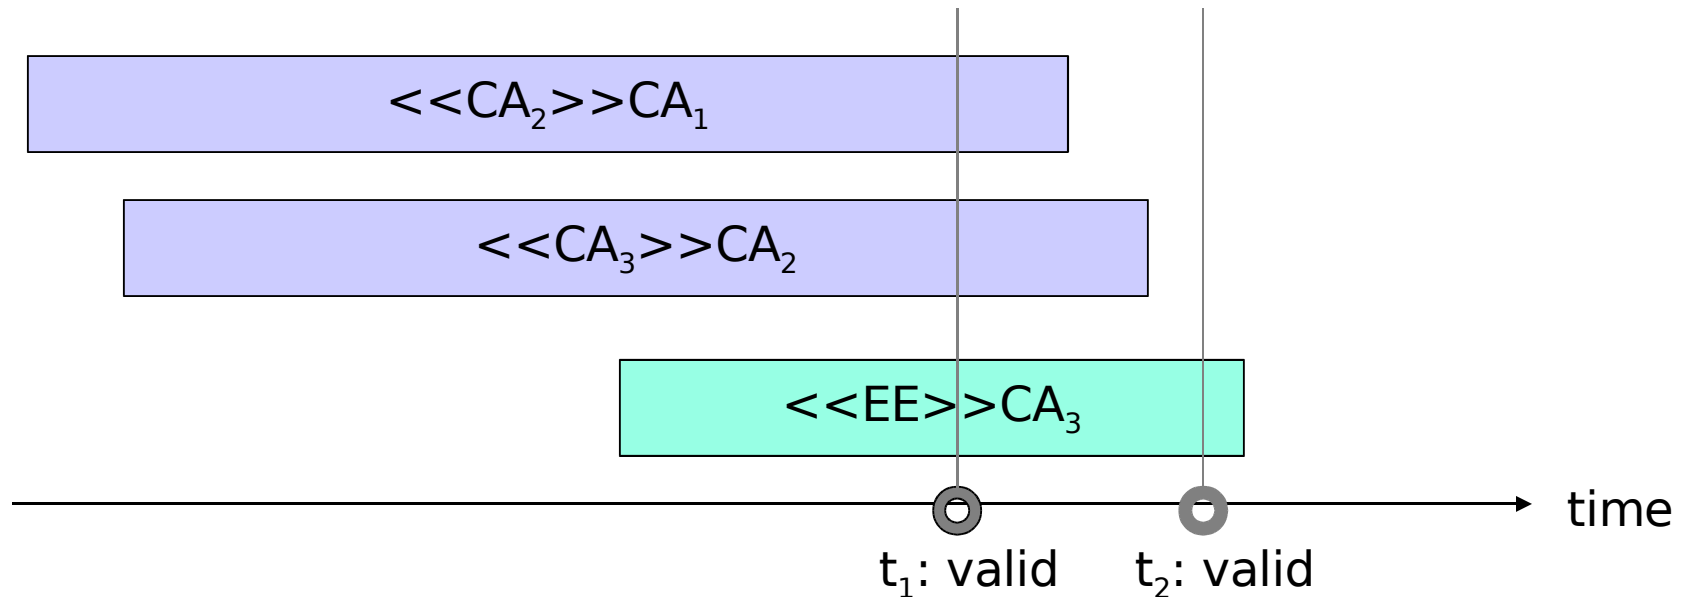 <<CA₂>>CA₁
<<CA₃>>CA₂
<<EE>>CA₃
time
t₁: valid
t₂: valid